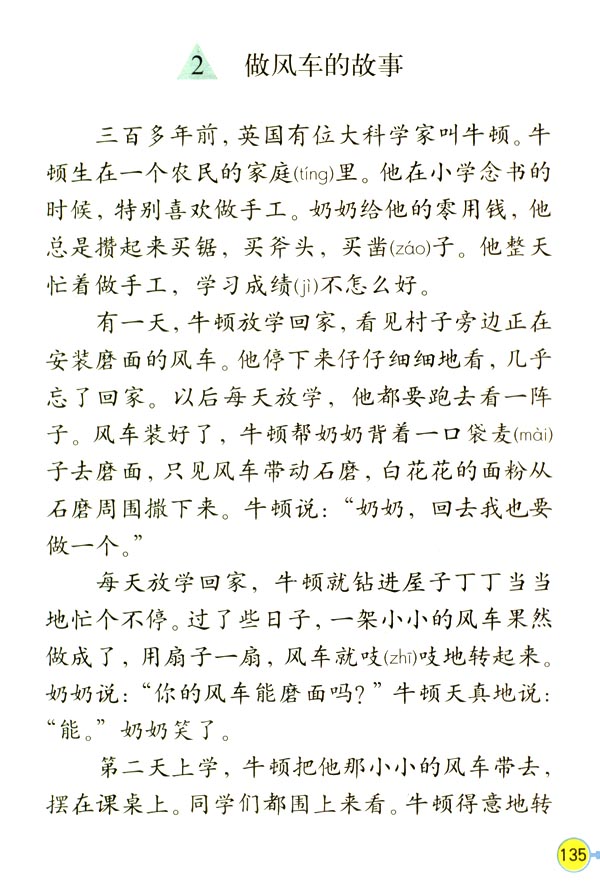 2 做风车的故事
三百多年前，英国有位大科学家叫牛顿。牛
顿生在一个农民的家庭(tíng)里。他在小学念书的
时候，特别喜欢做手工。奶奶给他的零用钱，他
总是攒起来买锯，买斧头，买凿(záo)子。他整天
忙着做手工，学习成绩(jì)不怎么好。
有一天，牛顿放学回家，看见村子旁边正在
安装磨面的风车。他停下来仔仔细细地看，几乎
忘了回家。以后每天放学，他都要跑去看一阵
子。风车装好了，牛顿帮奶奶背着一口袋麦(mài)
子去磨面，只见风车带动石磨，白花花的面粉从
石磨周围撒下来。牛顿说：“奶奶，回去我也要
做一个。”
每天放学回家，牛顿就钻进屋子丁丁当当
地忙个不停。过了些日子，一架小小的风车果然
做成了，用扇子一扇，风车就吱(zhī)吱地转起来。
奶奶说：“你的风车能磨面吗？”牛顿天真地说：
“能。”奶奶笑了。
第二天上学，牛顿把他那小小的风车带去，
摆在课桌上。同学们都围上来看。牛顿得意地转
135